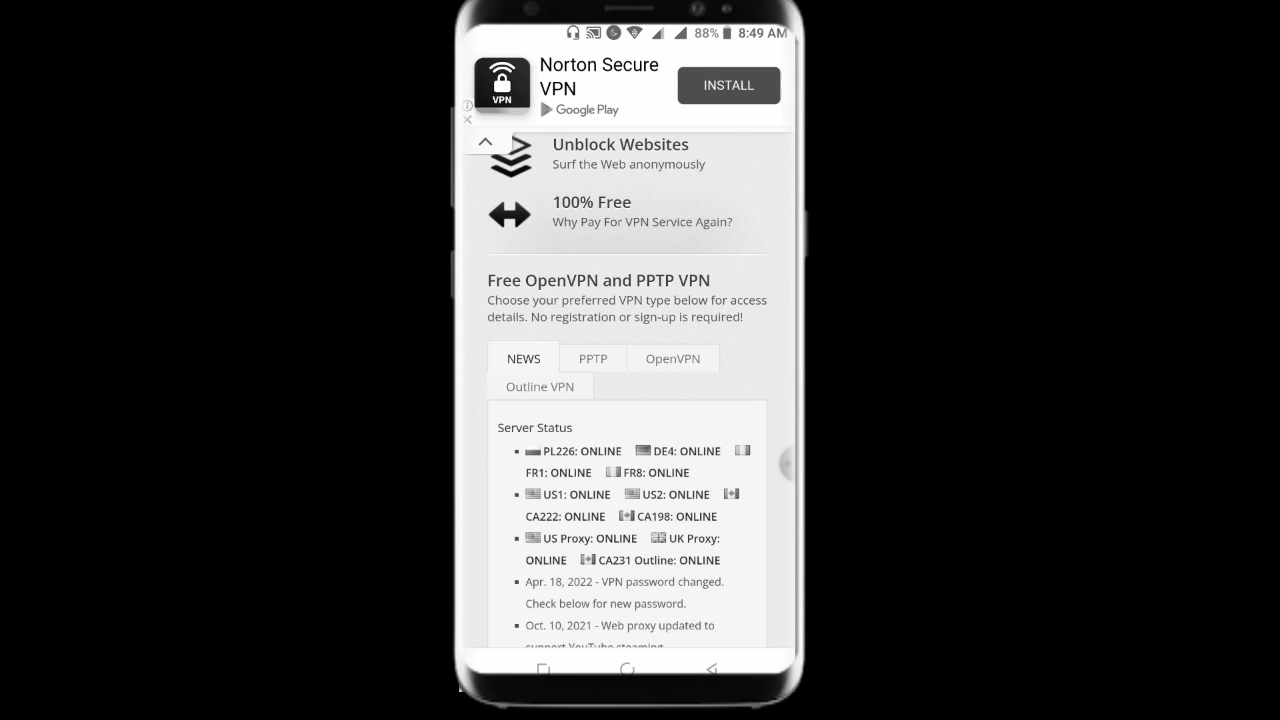 88% 8:49 AM
Norton Secure
VPN
INSTALL
VPN
Google Play
Unblock Websites
Surf the Web anonymously
100% Free
Why Pay For VPN Service Again?
Free OpenVPN and PPTP VPN
Choose your preferred VPN type below for access
details. No registration or sign-up is required!
NEWS PPTP OpenVPN
Outline VPN
Server Status
PL226: ONLINE DE4: ONLINE
FR1: ONLINE FR8: ONLINE
US1: ONLINE US2: ONLINE
CA222: ONLINE CA198: ONLINE
US Proxy: ONLINE UK Proxy:
ONLINE CA231 Outline: ONLINE
Apr. 18, 2022 - VPN password changed.
Check below for new password.
Oct. 10, 2021 - Web proxy updated to
support YouTube steaming